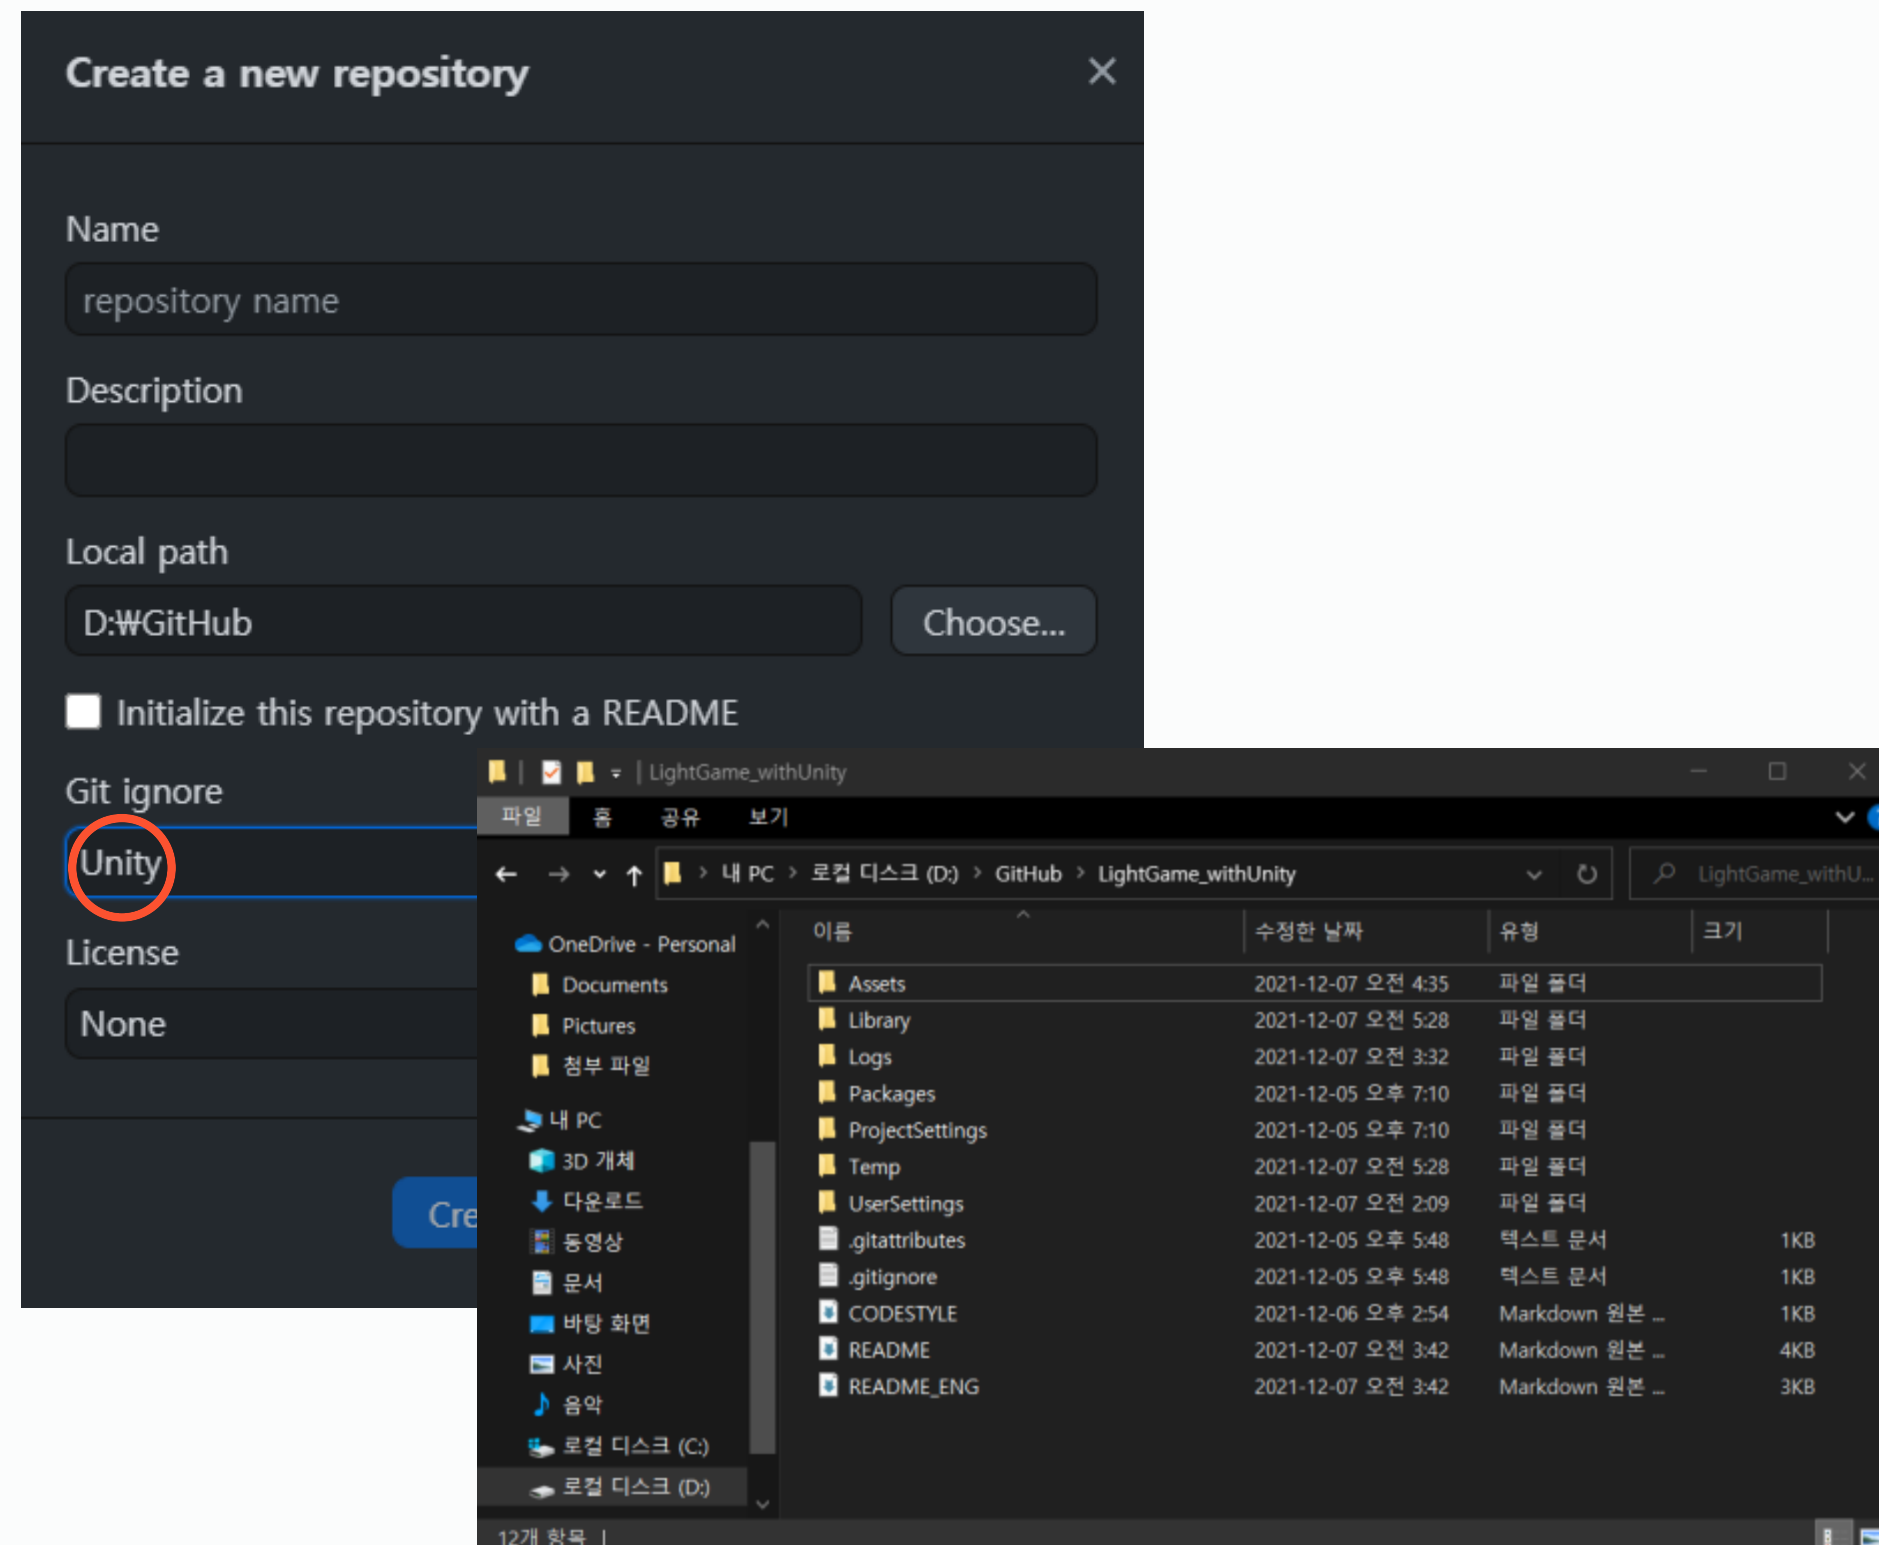 Create a new repository
Name
repository name
Description
Local path
D:₩GitHub
Choose...
Initialize this repository with a README
Git ignore
Unity
License
None
Cre
LightGame_withUnity
파일 홈 공유 보기
내 PC > 로컬 디스크 (D:) > GitHub > LightGame_withUnity
LightGame_withU...
OneDrive - Personal
Documents
Pictures
첨부 파일
내 PC
3D 개체
다운로드
동영상
문서
바탕 화면
사진
음악
로컬 디스크 (C:)
로컬 디스크 (D:)
이름 수정한 날짜 유형 크기
Assets 2021-12-07 오전 4:35 파일 폴더
Library 2021-12-07 오전 5:28 파일 폴더
Logs 2021-12-07 오전 3:32 파일 폴더
Packages 2021-12-05 오후 7:10 파일 폴더
ProjectSettings 2021-12-05 오후 7:10 파일 폴더
Temp 2021-12-07 오전 5:28 파일 폴더
UserSettings 2021-12-07 오전 2:09 파일 폴더
.gitattributes 2021-12-05 오후 5:48 텍스트 문서 1KB
.gitignore 2021-12-05 오후 5:48 텍스트 문서 1KB
CODESTYLE 2021-12-06 오후 2:54 Markdown 원본 ... 1KB
README 2021-12-07 오전 3:42 Markdown 원본 ... 4KB
README_ENG 2021-12-07 오전 3:42 Markdown 원본 ... 3KB
12개 항목